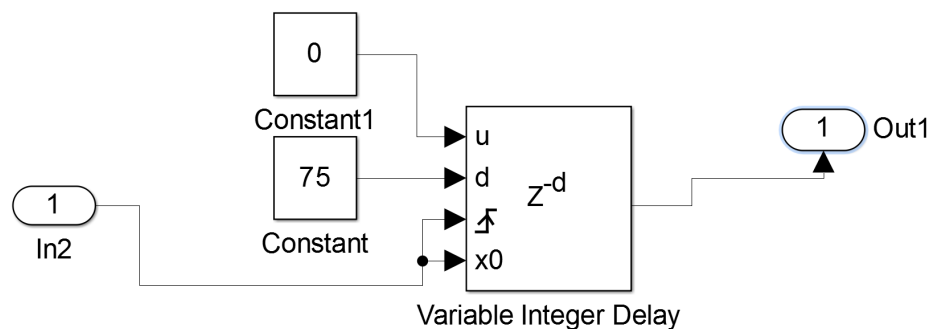 0
Constant1
75
Constant
1
In2
u
d
x0
Z-d
Variable Integer Delay
1
Out1